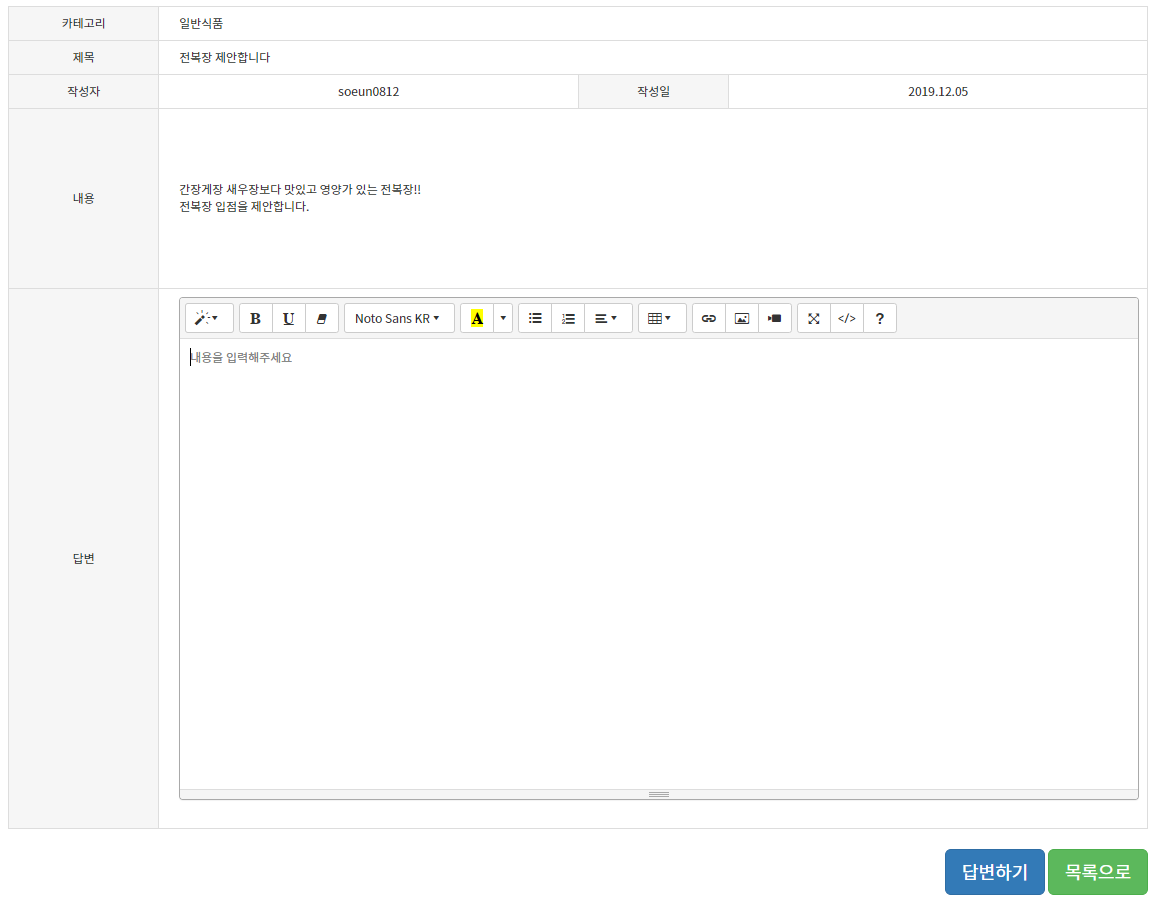 카테고리 일반식품
제목 전복장 제안합니다
작성자 soeun0812 작성일 2019.12.05
내용
간장게장 새우장보다 맛있고 영양가 있는 전복장!!
전복장 입점을 제안합니다.
B U Noto Sans KR A </> ?
내용을 입력해주세요
답변
답변하기 목록으로